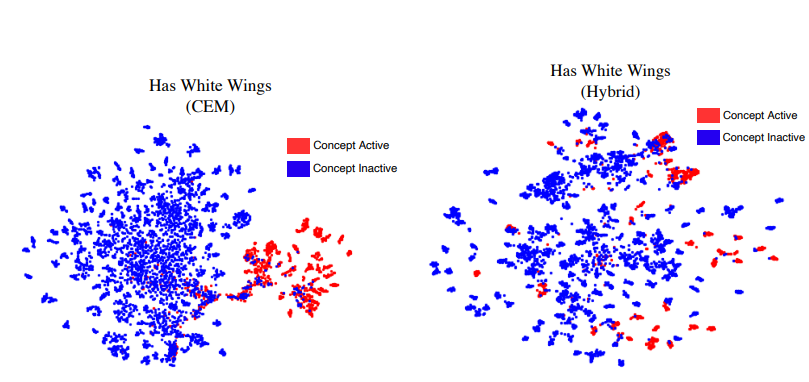 Has White Wings
(CEM)
Concept Active
Concept Inactive
Has White Wings
(Hybrid)
Concept Active
Concept Inactive